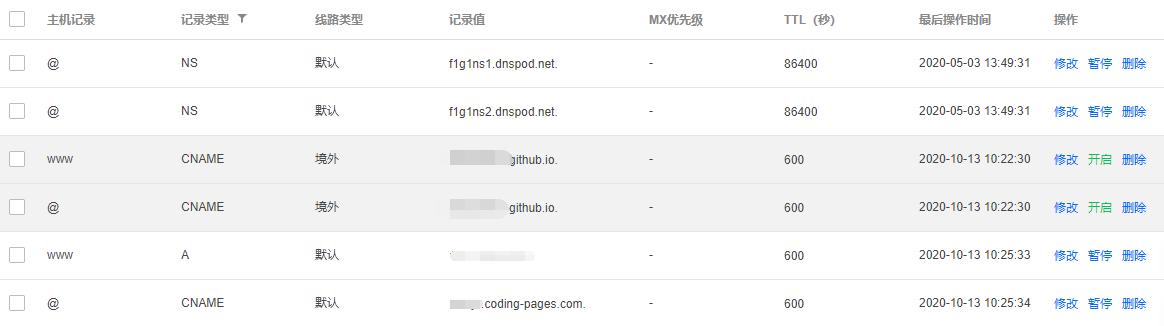 主机记录 记录类型 线路类型 记录值 MX优先级 TTL（秒） 最后操作时间 操作
@ NS 默认 f1g1ns1.dnspod.net. - 86400 2020-05-03 13:49:31 修改 暂停 删除
@ NS 默认 f1g1ns2.dnspod.net. - 86400 2020-05-03 13:49:31 修改 暂停 删除
www CNAME 境外 github.io. - 600 2020-10-13 10:22:30 修改 开启 删除
@ CNAME 境外 github.io. - 600 2020-10-13 10:22:30 修改 开启 删除
www A 默认 - 600 2020-10-13 10:25:33 修改 暂停 删除
@ CNAME 默认 .coding-pages.com. - 600 2020-10-13 10:25:34 修改 暂停 删除